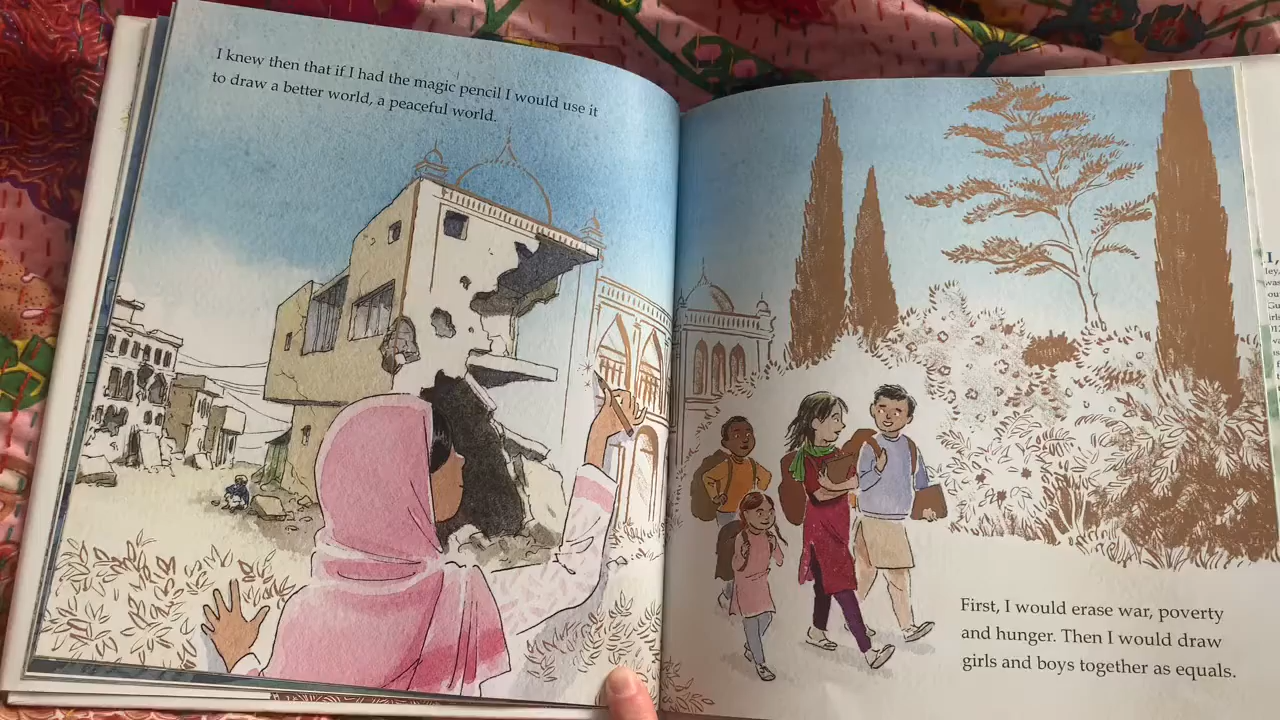 I knew then that if I had the magic pencil I would use it
to draw a better world, a peaceful world.
First, I would erase war, poverty
and hunger. Then I would draw
girls and boys together as equals.